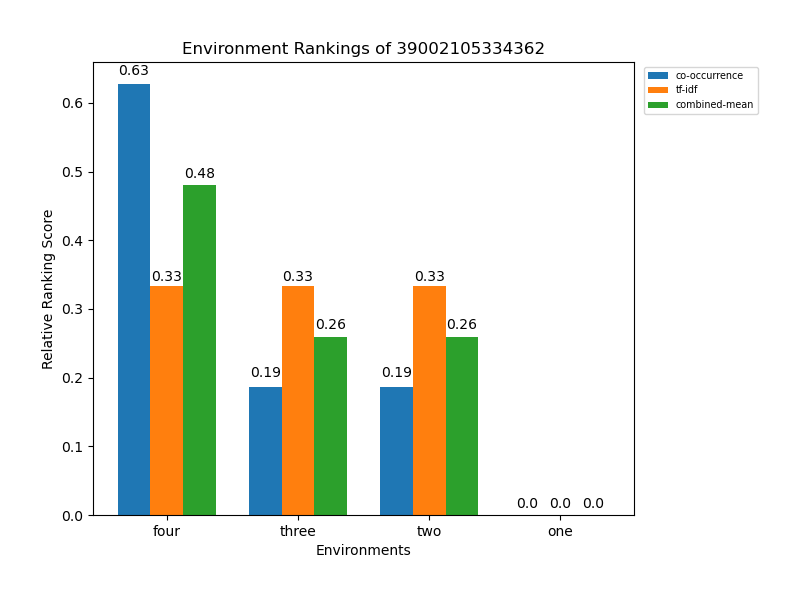 Environment Rankings of 39002105334362
co-occurrence
tf-idf
combined-mean
Relative Ranking Score
0.6
0.5
0.4
0.3
0.2
0.1
0.0
0.63
0.33
0.48
0.19
0.33
0.26
0.19
0.33
0.26
0.0 0.0 0.0
four three two one
Environments